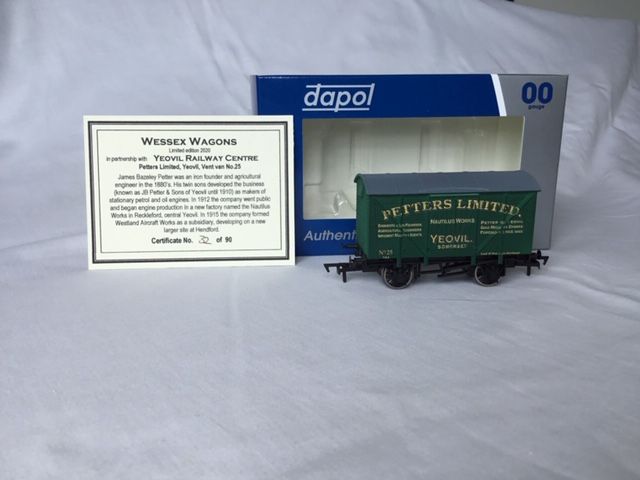 WESSEX WAGONS
Limited edition 2020
in partnership with YEOVIL RAILWAY CENTRE
Petters Limited, Yeovil, Vent van No.25
James Bazeley Petter was an iron founder and agricultural
engineer in the 1880's. His twin sons developed the business
(known as JB Petter & Sons of Yeovil until 1910) as makers of
stationary petrol and oil engines. In 1912 the company went public
and began engine production in a new factory named the Nautilus
Works in Reckleford, central Yeovil. In 1915 the company formed
Westland Aircraft Works as a subsidiary, developing on a new
larger site at Hendford.
Certificate No. 30 of 90
dapol
00
gauge
Authent
PETTERS LIMITED.
NAUTILUS WORKS
YEOVIL.
SOMERSET
No 25